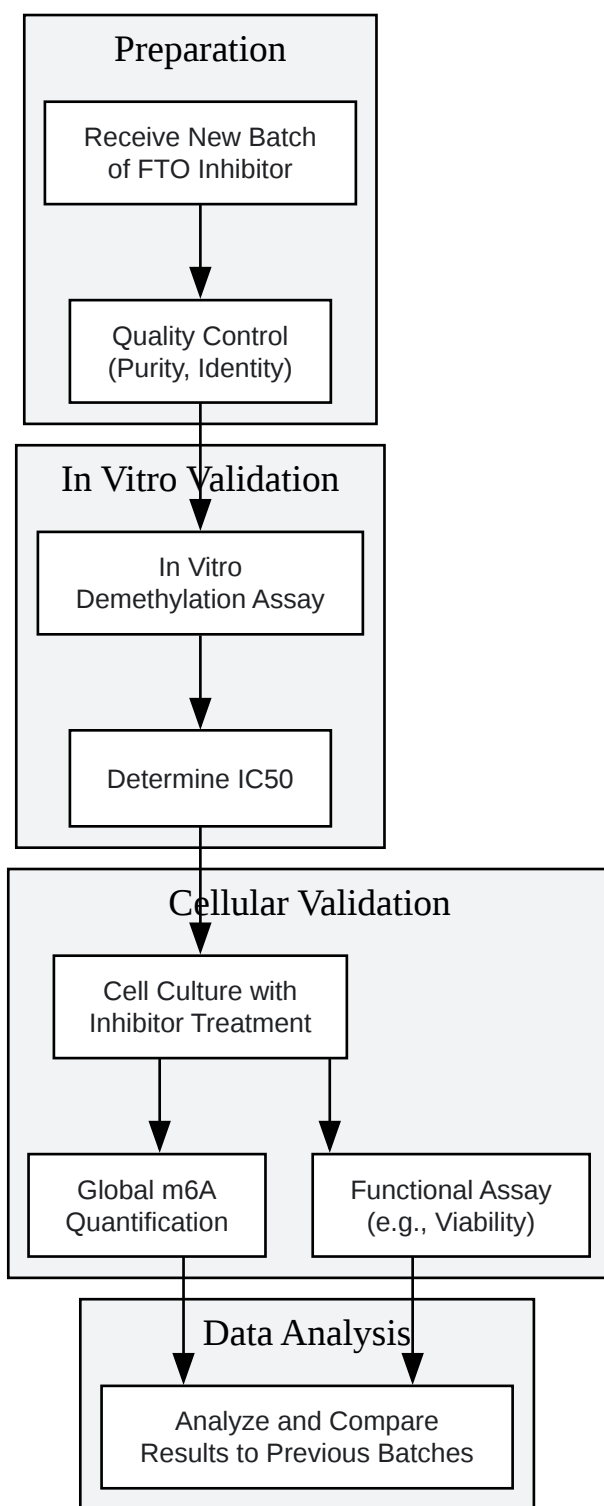 Preparation
Receive New Batch
of FTO Inhibitor
Quality Control
(Purity, Identity)
In Vitro Validation
In Vitro
Demethylation Assay
Determine IC50
Cellular Validation
Cell Culture with
Inhibitor Treatment
Global m6A
Quantification
Functional Assay
(e.g., Viability)
Data Analysis
Analyze and Compare
Results to Previous Batches